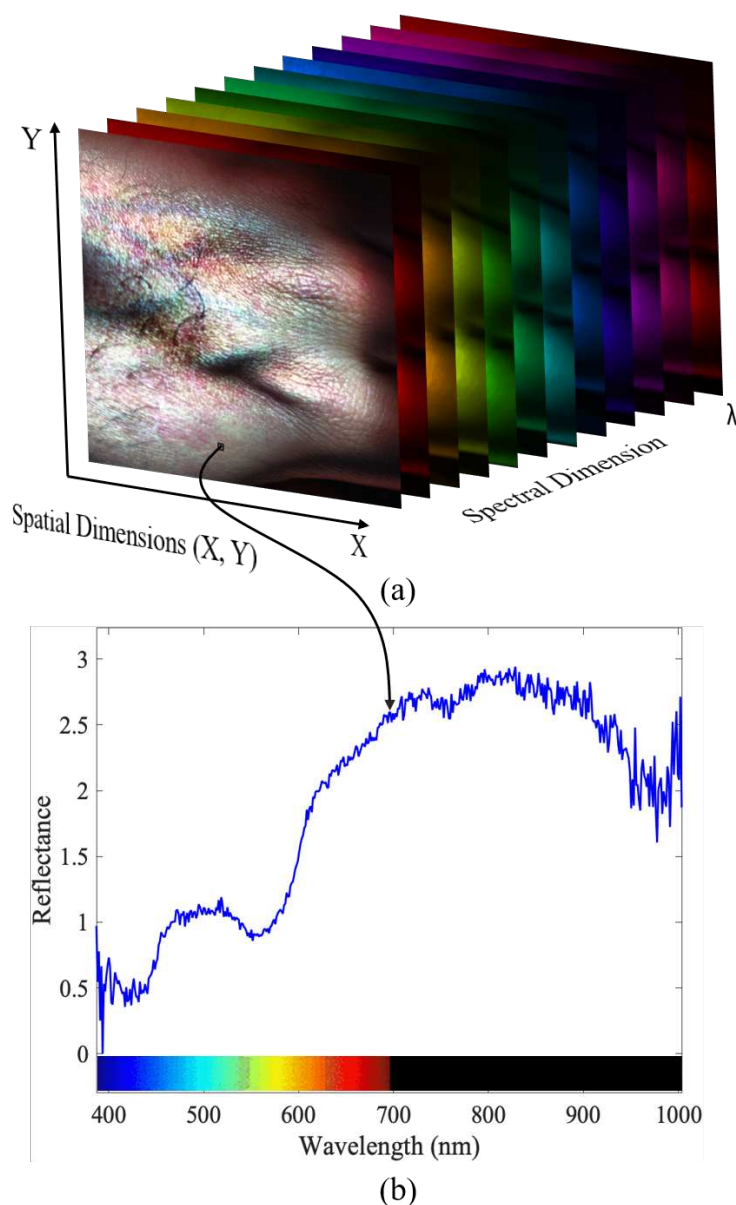 Y
λ
Spectral Dimension
X
Spatial Dimensions (X, Y)
(a)
3
2.5
2
1.5
1
0.5
0
Reflectance
400 500 600 700 800 900 1000
Wavelength (nm)
(b)